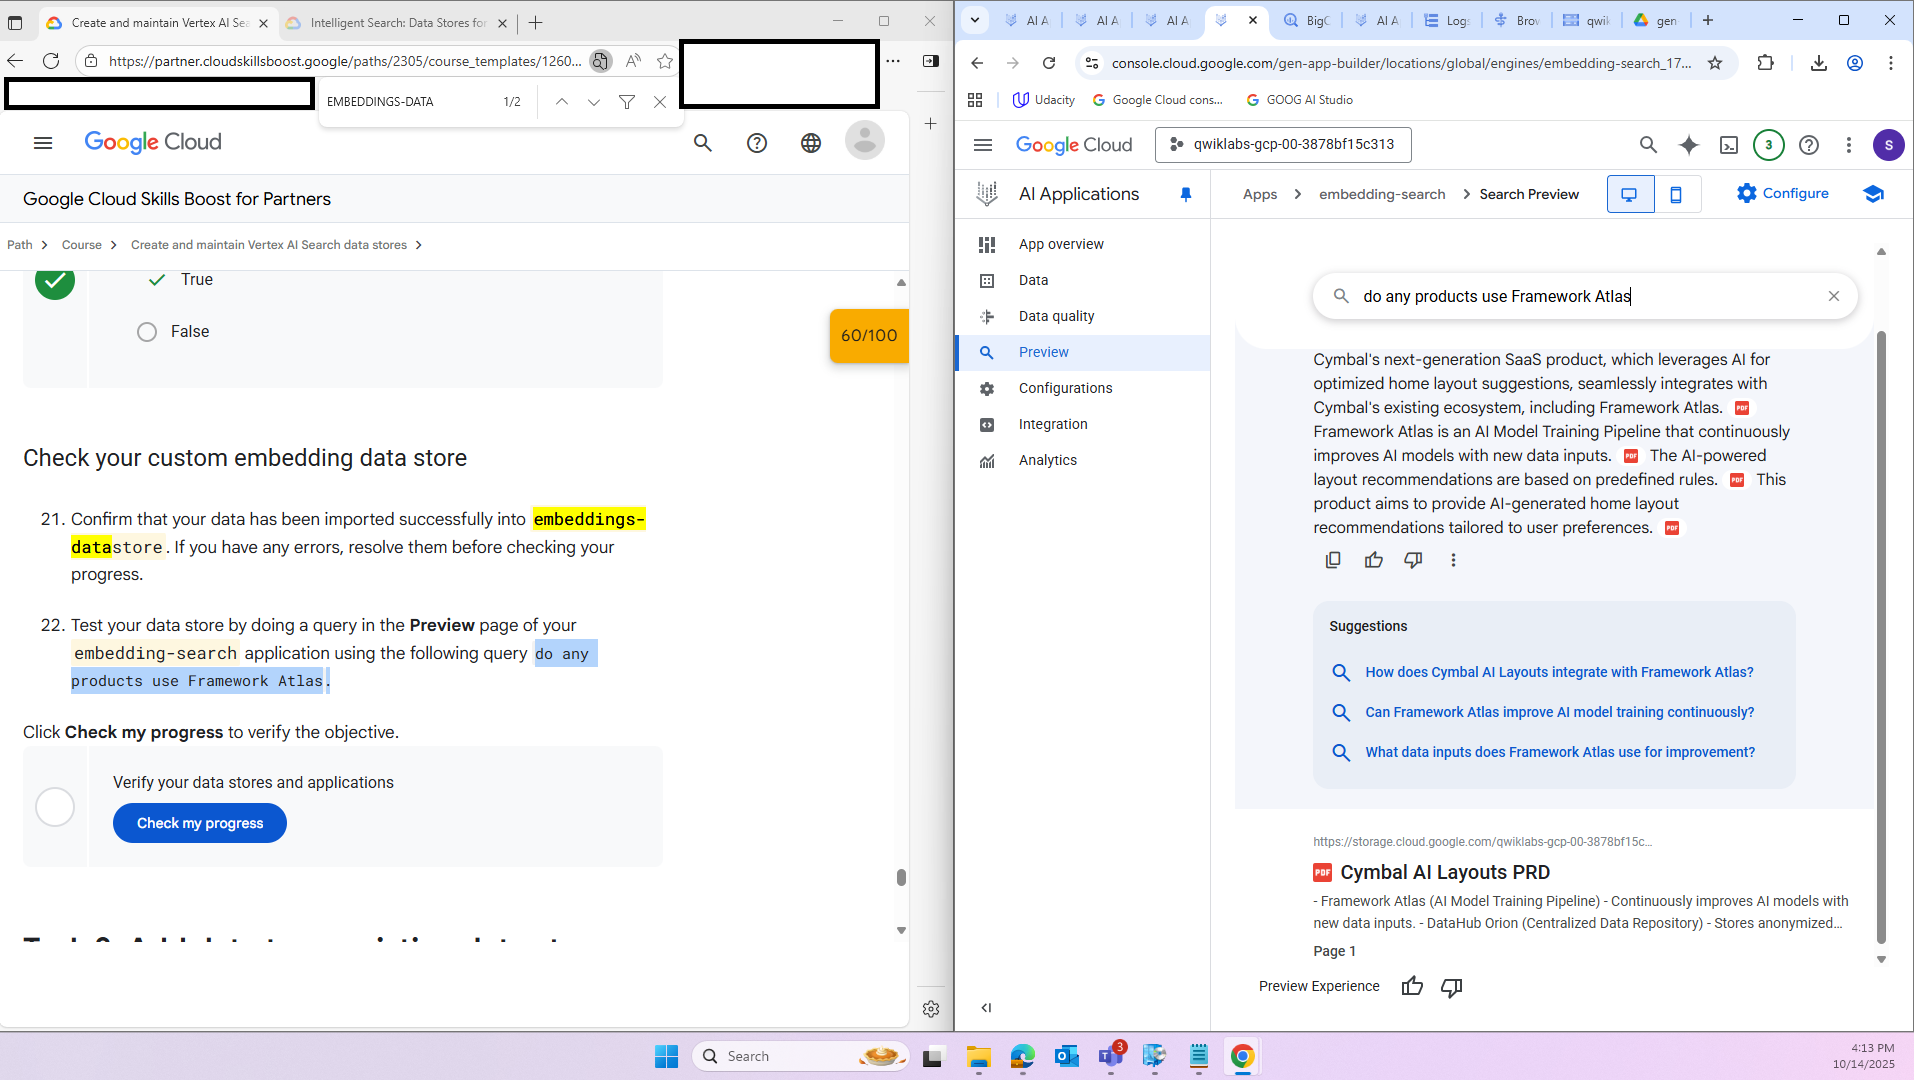 Create and maintain Vertex AI Sea
Intelligent Search: Data Stores for
https://partner.cloudskillsboost.google/paths/2305/course_templates/1260...
EMBEDDINGS-DATA
1/2
Google Cloud
Google Cloud Skills Boost for Partners
Path
Course
Create and maintain Vertex AI Search data stores
True
False
60/100
Check your custom embedding data store
21. Confirm that your data has been imported successfully into embeddings-
datastore. If you have any errors, resolve them before checking your
progress.
22. Test your data store by doing a query in the Preview page of your
embedding-search application using the following query do any
products use Framework Atlas.
Click Check my progress to verify the objective.
Verify your data stores and applications
Check my progress
AI A
AI A
AI A
BigC
AI A
Logs
Brow
qwik
gen
console.cloud.google.com/gen-app-builder/locations/global/engines/embedding-search_17...
Udacity
Google Cloud cons...
GOOG AI Studio
Google Cloud
qwiklabs-gcp-00-3878bf15c313
3
S
AI Applications
Apps
embedding-search
Search Preview
Configure
App overview
Data
Data quality
Preview
Configurations
Integration
Analytics
do any products use Framework Atlas
Cymbal's next-generation SaaS product, which leverages AI for
optimized home layout suggestions, seamlessly integrates with
Cymbal's existing ecosystem, including Framework Atlas. PDF
Framework Atlas is an AI Model Training Pipeline that continuously
improves AI models with new data inputs. PDF The AI-powered
layout recommendations are based on predefined rules. PDF This
product aims to provide AI-generated home layout
recommendations tailored to user preferences. PDF
Suggestions
How does Cymbal AI Layouts integrate with Framework Atlas?
Can Framework Atlas improve AI model training continuously?
What data inputs does Framework Atlas use for improvement?
https://storage.cloud.google.com/qwiklabs-gcp-00-3878bf15c...
PDF Cymbal AI Layouts PRD
- Framework Atlas (AI Model Training Pipeline) - Continuously improves AI models with
new data inputs. - DataHub Orion (Centralized Data Repository) - Stores anonymized...
Page 1
Preview Experience
Search
3
4:13 PM
10/14/2025